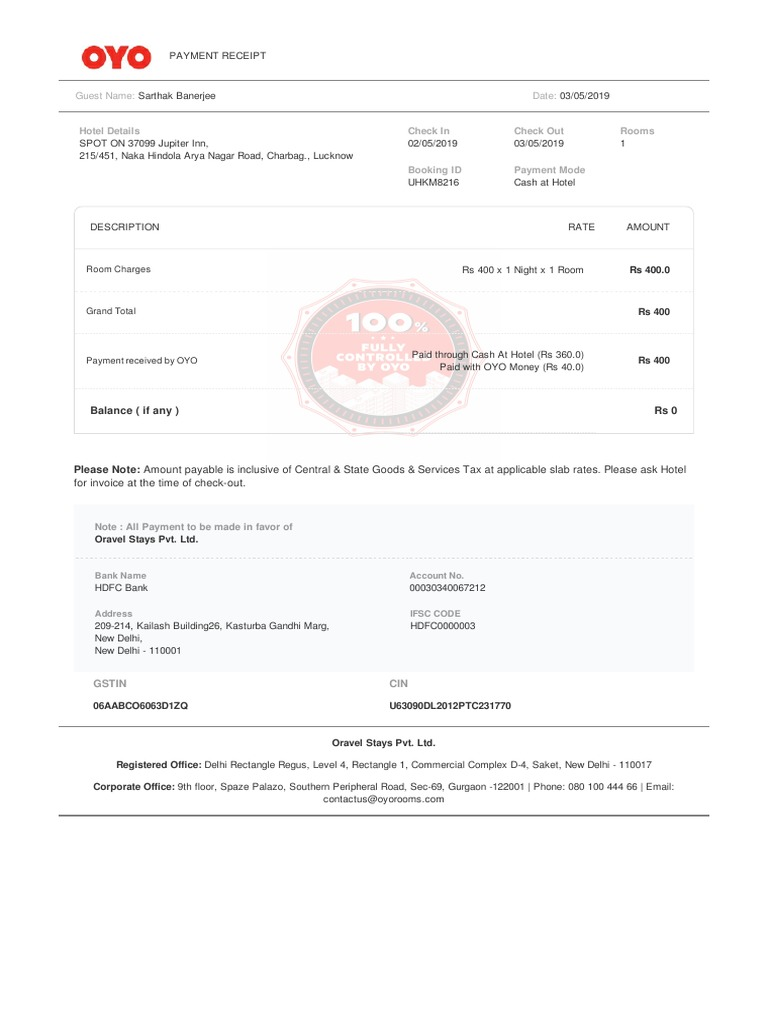 OYO PAYMENT RECEIPT
Guest Name: Sarthak Banerjee Date: 03/05/2019
Hotel Details Check In Check Out Rooms
SPOT ON 37099 Jupiter Inn, 02/05/2019 03/05/2019 1
215/451, Naka Hindola Arya Nagar Road, Charbag., Lucknow
Booking ID Payment Mode
UHKM8216 Cash at Hotel
DESCRIPTION RATE AMOUNT
Room Charges Rs 400 x 1 Night x 1 Room Rs 400.0
Grand Total Rs 400
100%
FULLY
CONTROLLED
BY OYO
Paid through Cash At Hotel (Rs 360.0)
Payment received by OYO Rs 400
Paid with OYO Money (Rs 40.0)
Balance ( if any ) Rs 0
Please Note: Amount payable is inclusive of Central & State Goods & Services Tax at applicable slab rates. Please ask Hotel
for invoice at the time of check-out.
Note : All Payment to be made in favor of
Oravel Stays Pvt. Ltd.
Bank Name Account No.
HDFC Bank 00030340067212
Address IFSC CODE
209-214, Kailash Building26, Kasturba Gandhi Marg, HDFC0000003
New Delhi,
New Delhi - 110001
GSTIN CIN
06AABCO6063D1ZQ U63090DL2012PTC231770
Oravel Stays Pvt. Ltd.
Registered Office: Delhi Rectangle Regus, Level 4, Rectangle 1, Commercial Complex D-4, Saket, New Delhi - 110017
Corporate Office: 9th floor, Spaze Palazo, Southern Peripheral Road, Sec-69, Gurgaon -122001 | Phone: 080 100 444 66 | Email:
contactus@oyorooms.com